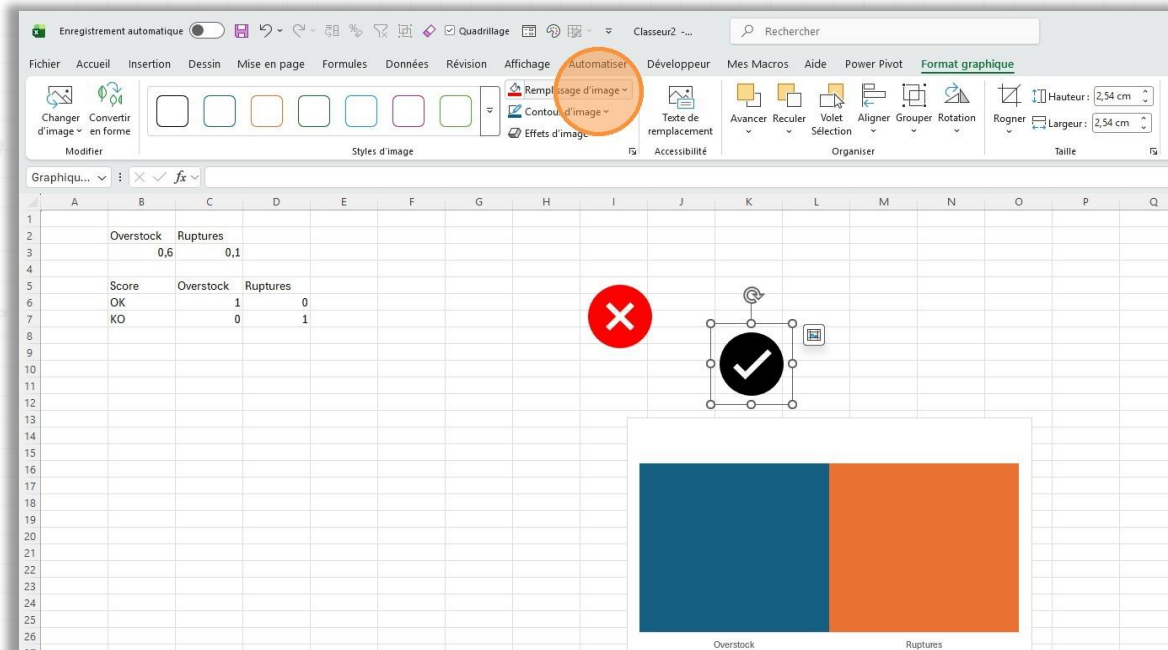 Enregistrement automatique Quadrillage Classeur2 -... Rechercher
Fichier Accueil Insertion Dessin Mise en page Formules Données Révision Affichage Automatiser Développeur Mes Macros Aide Power Pivot Format graphique
Changer d'image
Convertir en forme
Modifier
Styles d'image
Remplissage d'image
Contour d'image
Effets d'image
Texte de remplacement
Accessibilité
Avancer Reculer Volet Sélection Aligner Grouper Rotation
Organiser
Rogner
Hauteur : 2,54 cm
Largeur : 2,54 cm
Taille
Graphiqu... fx
A B C D E F G H I J K L M N O P Q
1
2 Overstock Ruptures
3 0,6 0,1
4
5 Score Overstock Ruptures
6 OK 1 0
7 KO 0 1
8
9
10
11
12
13
14
15
16
17
18
19
20
21
22
23
24
25
26
Overstock Ruptures